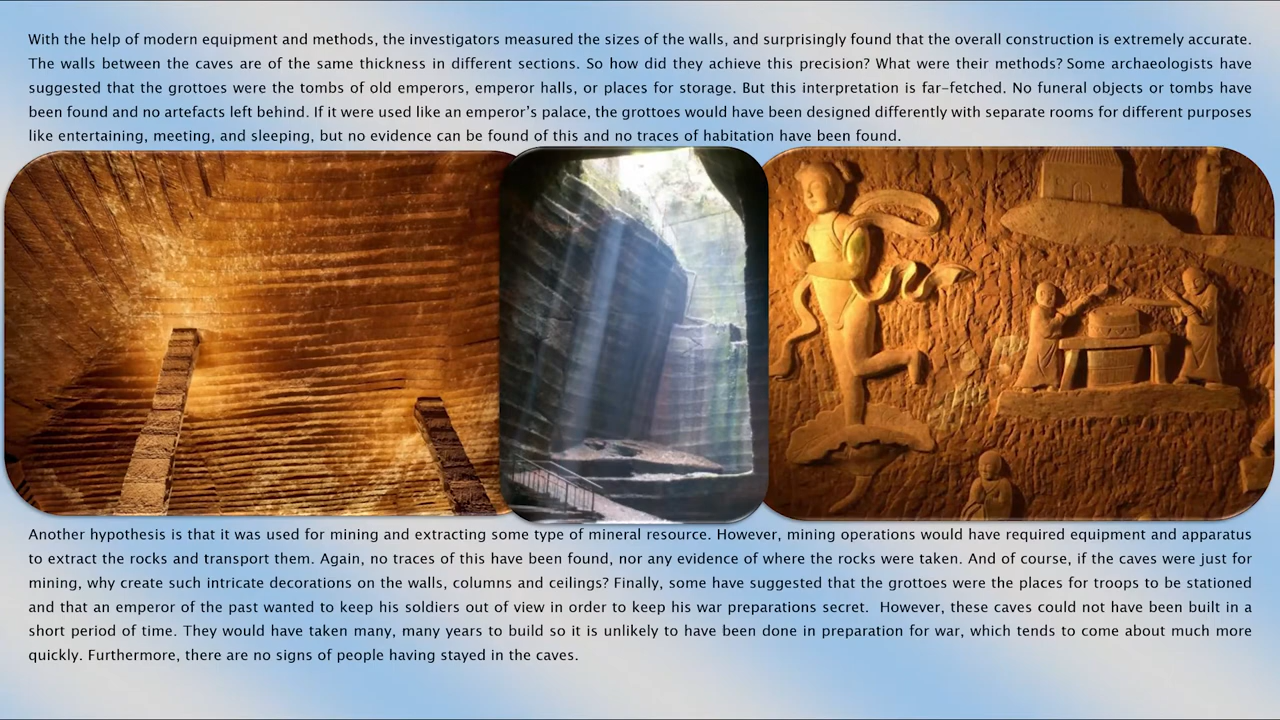 With the help of modern equipment and methods, the investigators measured the sizes of the walls, and surprisingly found that the overall construction is extremely accurate.
The walls between the caves are of the same thickness in different sections. So how did they achieve this precision? What were their methods? Some archaeologists have
suggested that the grottoes were the tombs of old emperors, emperor halls, or places for storage. But this interpretation is far-fetched. No funeral objects or tombs have
been found and no artefacts left behind. If it were used like an emperor's palace, the grottoes would have been designed differently with separate rooms for different purposes
like entertaining, meeting, and sleeping, but no evidence can be found of this and no traces of habitation have been found.
Another hypothesis is that it was used for mining and extracting some type of mineral resource. However, mining operations would have required equipment and apparatus
to extract the rocks and transport them. Again, no traces of this have been found, nor any evidence of where the rocks were taken. And of course, if the caves were just for
mining, why create such intricate decorations on the walls, columns and ceilings? Finally, some have suggested that the grottoes were the places for troops to be stationed
and that an emperor of the past wanted to keep his soldiers out of view in order to keep his war preparations secret.  However, these caves could not have been built in a
short period of time. They would have taken many, many years to build so it is unlikely to have been done in preparation for war, which tends to come about much more
quickly. Furthermore, there are no signs of people having stayed in the caves.